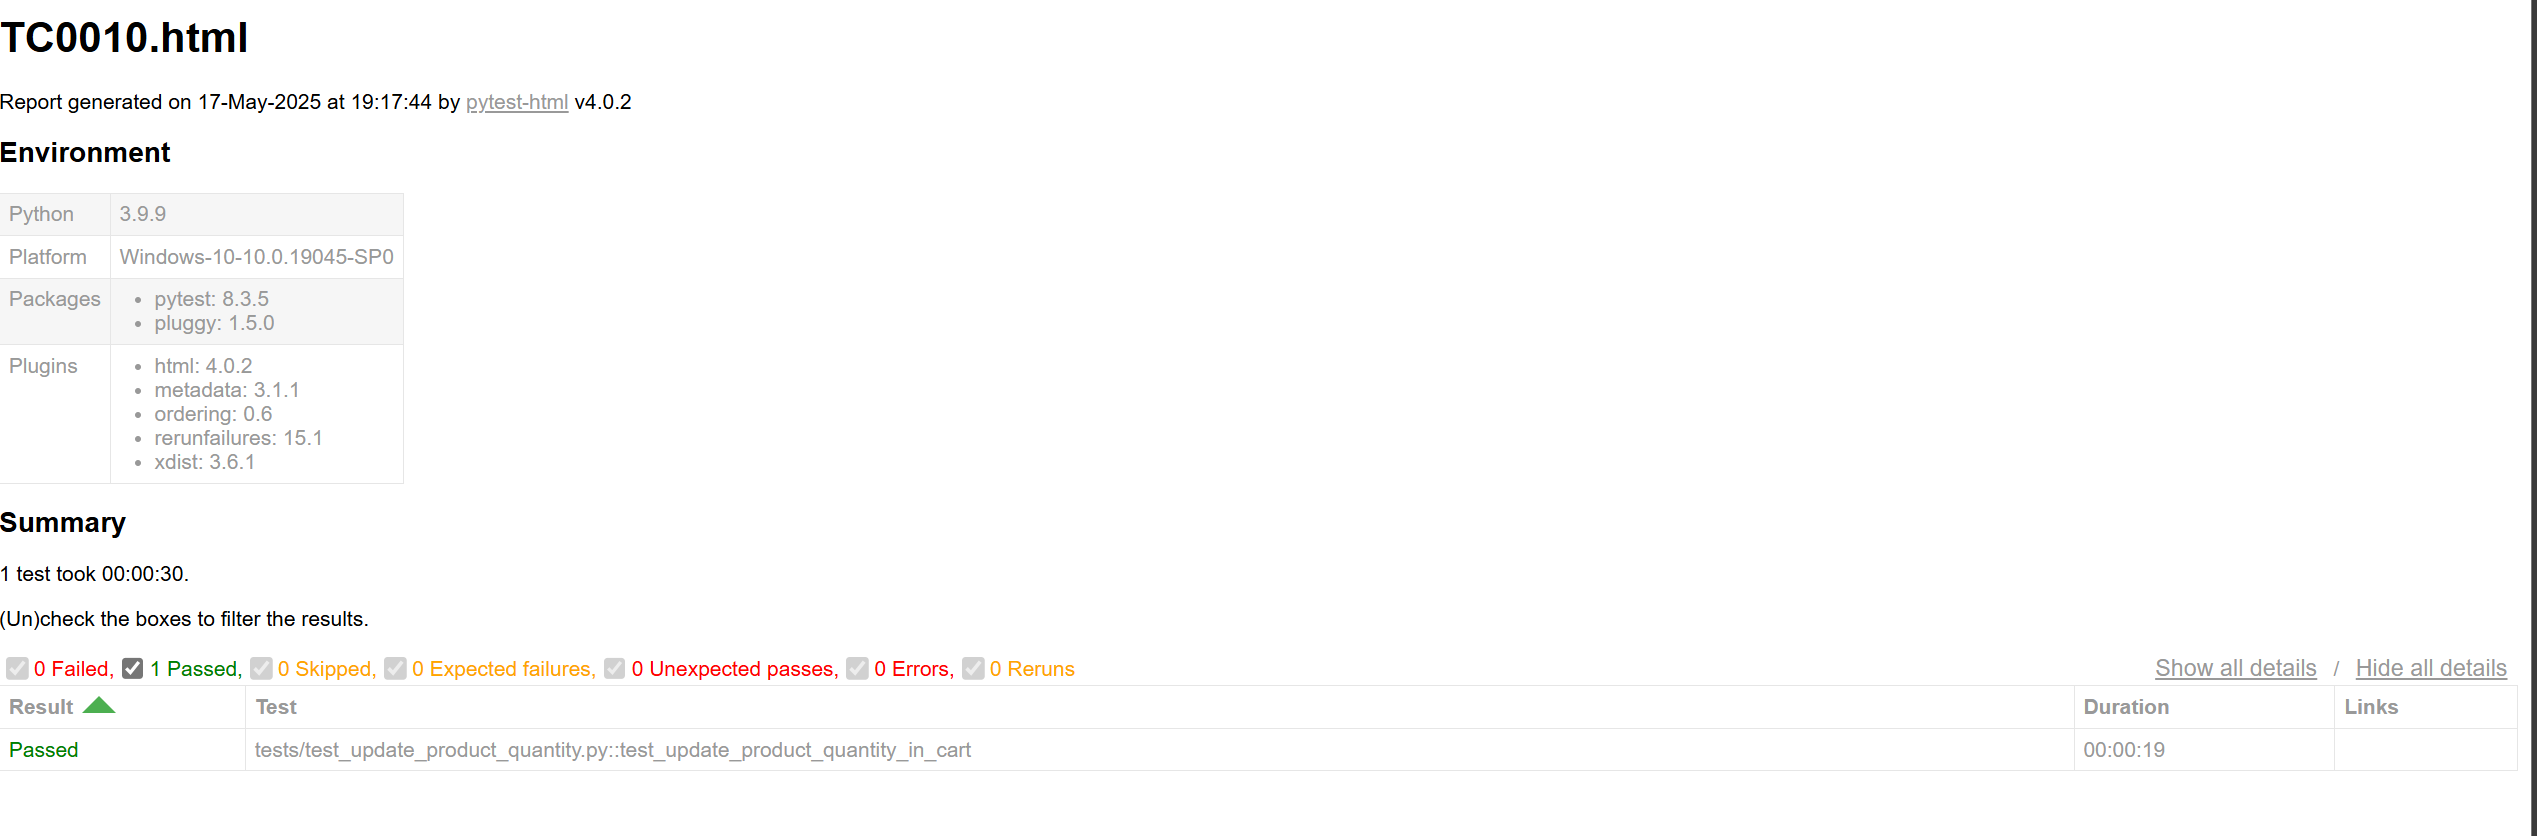 TC0010.html
Report generated on 17-May-2025 at 19:17:44 by pytest-html v4.0.2
Environment
Python 3.9.9
Platform Windows-10-10.0.19045-SP0
Packages • pytest: 8.3.5
• pluggy: 1.5.0
Plugins • html: 4.0.2
• metadata: 3.1.1
• ordering: 0.6
• rerunfailures: 15.1
• xdist: 3.6.1
Summary
1 test took 00:00:30.
(Un)check the boxes to filter the results.
0 Failed, 1 Passed, 0 Skipped, 0 Expected failures, 0 Unexpected passes, 0 Errors, 0 Reruns Show all details / Hide all details
Result Test Duration Links
Passed tests/test_update_product_quantity.py::test_update_product_quantity_in_cart 00:00:19